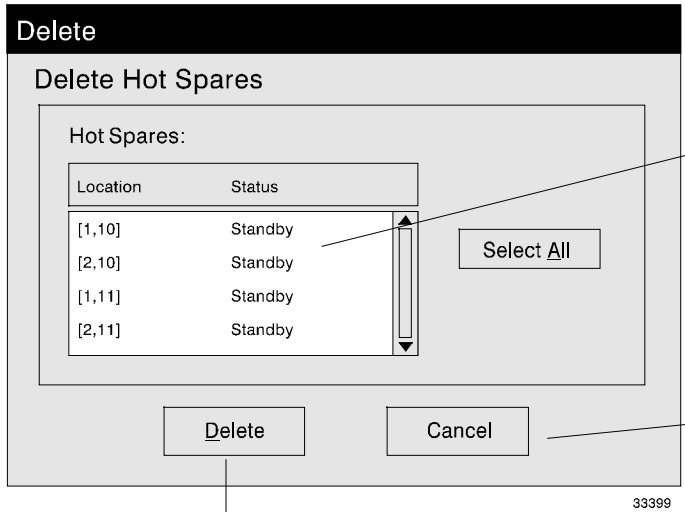 Delete
Delete Hot Spares
Hot Spares:
Location Status
[1,10] Standby
[2,10] Standby
[1,11] Standby
[2,11] Standby
Select All
Delete Cancel
33399